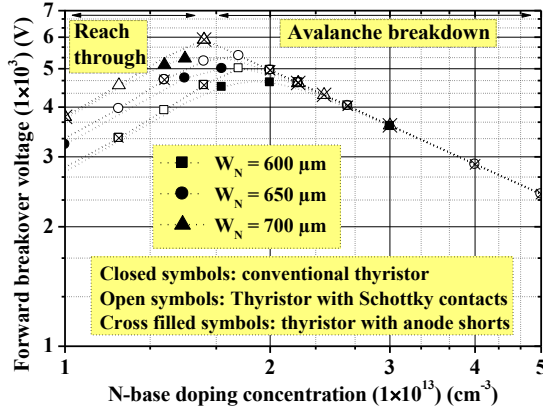 Reach
through
Avalanche breakdown
Forward breakover voltage (1×10³) (V)
6
5
4
3
2
1
W_N = 600 µm
W_N = 650 µm
W_N = 700 µm
Closed symbols: conventional thyristor
Open symbols: Thyristor with Schottky contacts
Cross filled symbols: thyristor with anode shorts
1
2
3
4
5
N-base doping concentration (1×10¹³) (cm⁻³)